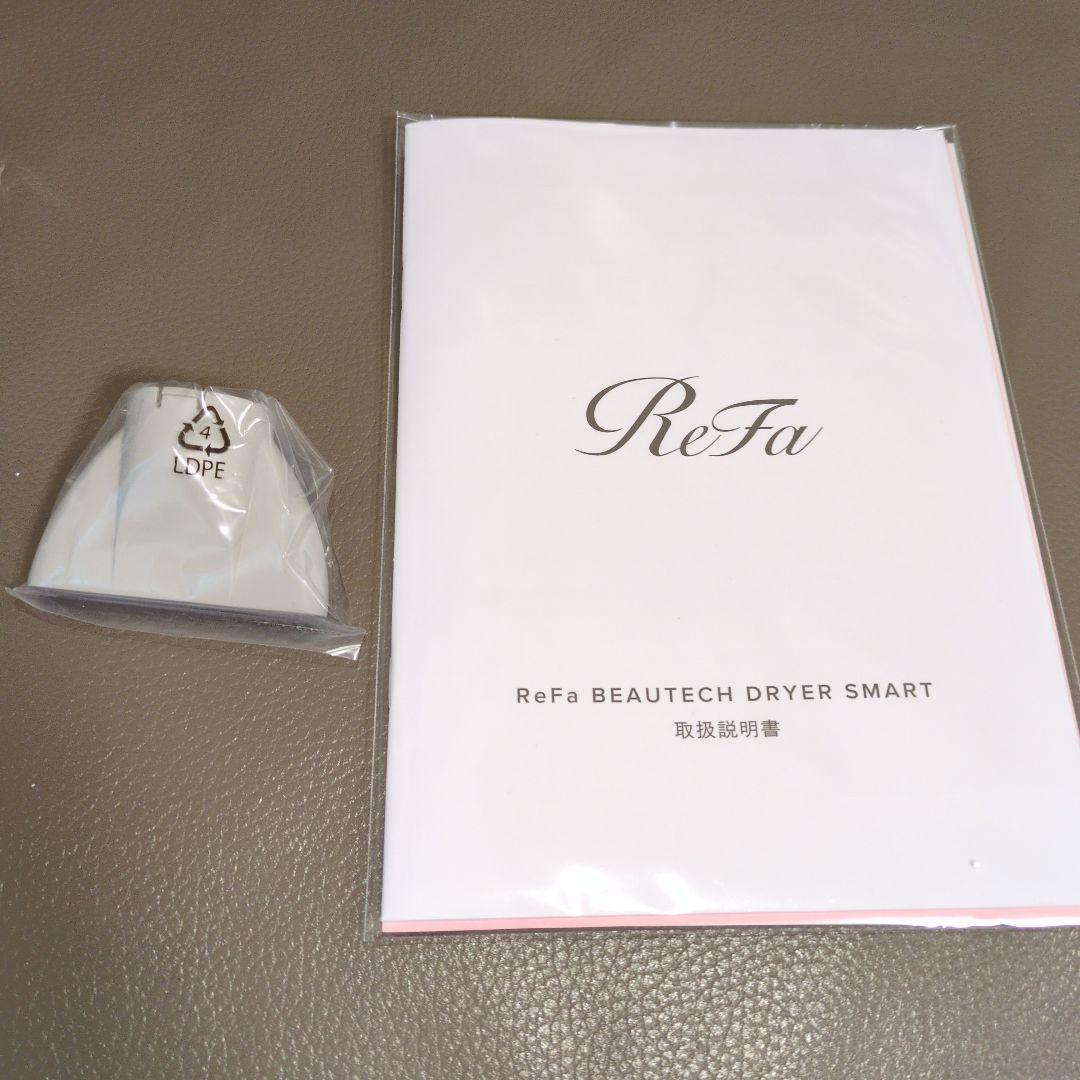 4
LDPE
ReFa
ReFa BEAUTECH DRYER SMART
取扱説明書